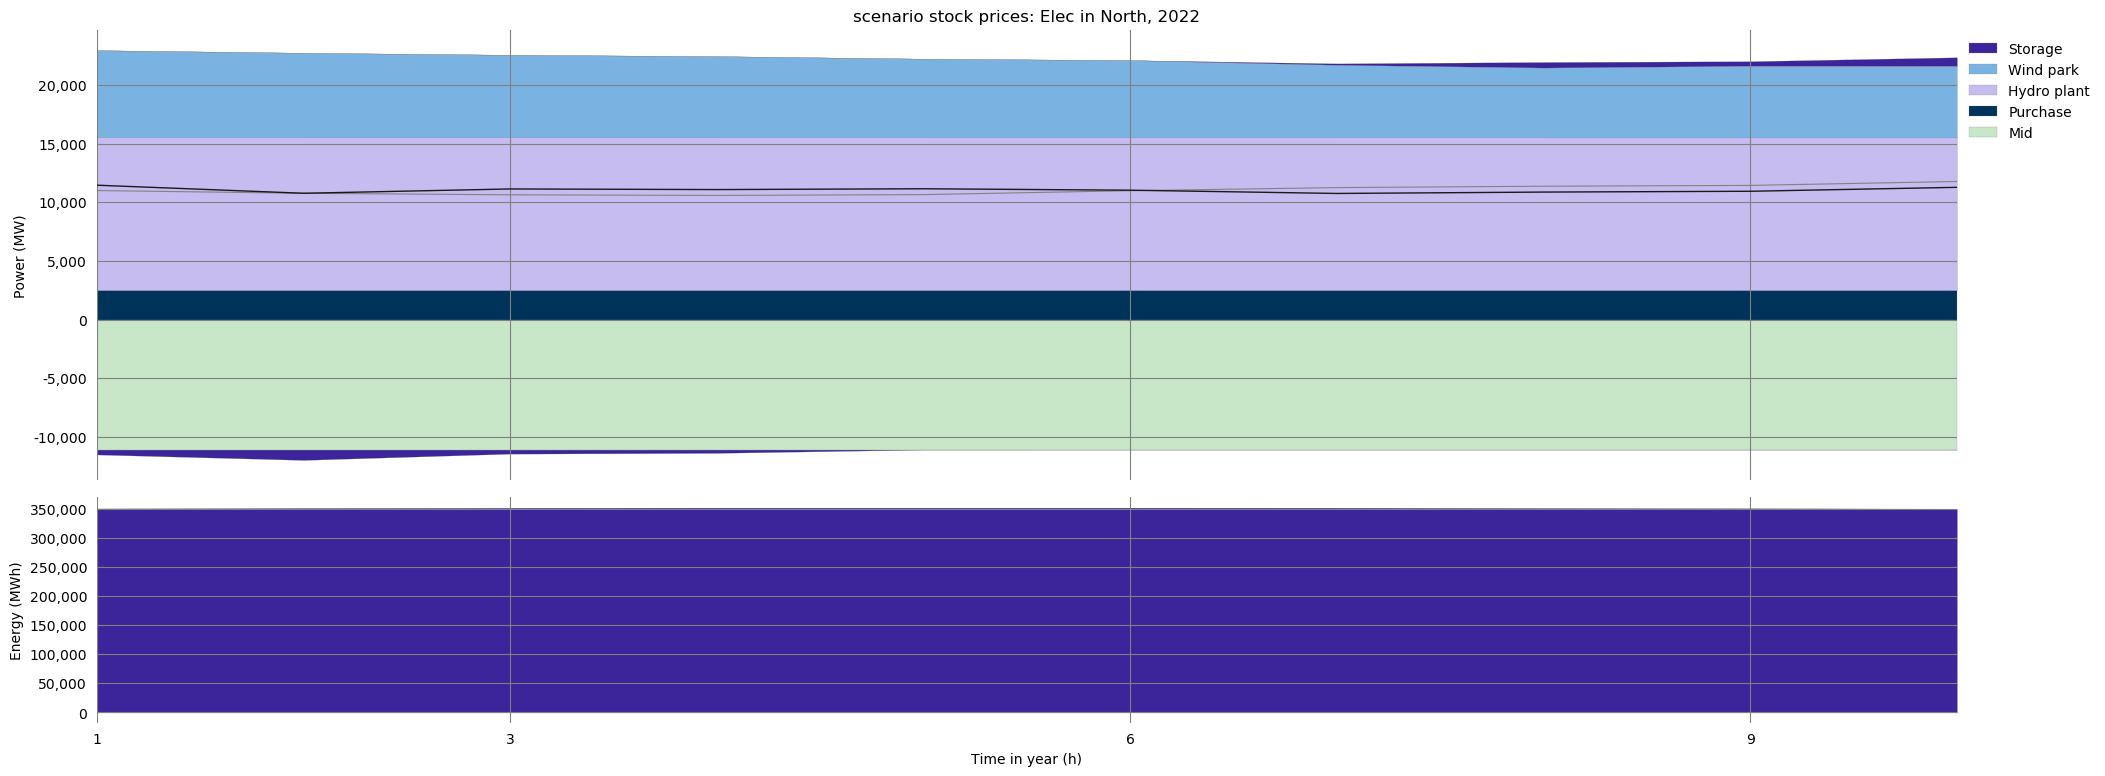 scenario stock prices: Elec in North, 2022
Storage
Wind park
Hydro plant
Purchase
Mid
Power (MW)
20,000
15,000
10,000
5,000
0
-5,000
-10,000
Energy (MWh)
350,000
300,000
250,000
200,000
150,000
100,000
50,000
0
1 3 6 9
Time in year (h)